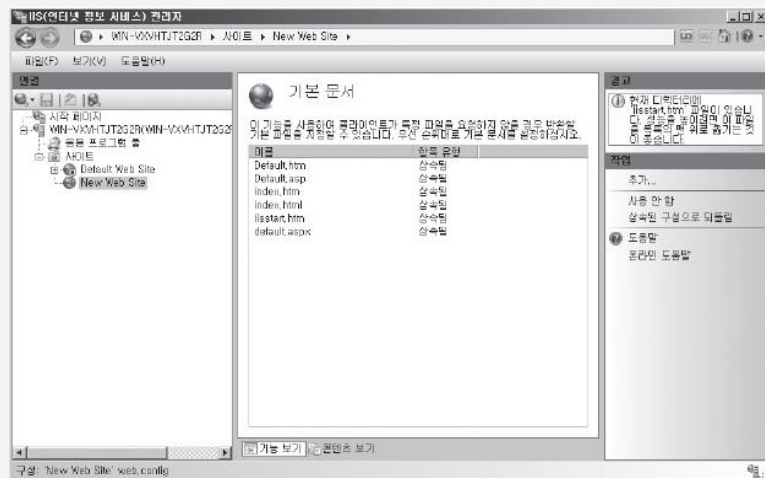 IIS(인터넷 정보 서비스) 관리자
WIN-VXVHTJT2G2R ▸ 사이트 ▸ New Web Site ▸
파일(F) 보기(V) 도움말(H)
연결
시작 페이지
WIN-VXVHTJT2G2R(WIN-VXVHTJT2G2R
응용 프로그램 풀
사이트
Default Web Site
New Web Site
기본 문서
이 기능을 사용하여 클라이언트가 특정 파일을 요청하지 않을 경우 반환할
기본 파일을 지정할 수 있습니다. 우선 순위대로 기본 문서를 설정하십시오.
이름 항목 유형
Default.htm 상속됨
Default.asp 상속됨
index.htm 상속됨
index.html 상속됨
iisstart.htm 상속됨
default.aspx 상속됨
기능 보기 콘텐츠 보기
경고
현재 디렉터리에
'iisstart.htm' 파일이 있습니
다. 성능을 높이려면 이 파일
을 목록의 맨 위로 옮기는 것
이 좋습니다.
작업
추가...
사용 안 함
상속된 구성으로 되돌림
도움말
온라인 도움말
구성: 'New Web Site' web.config